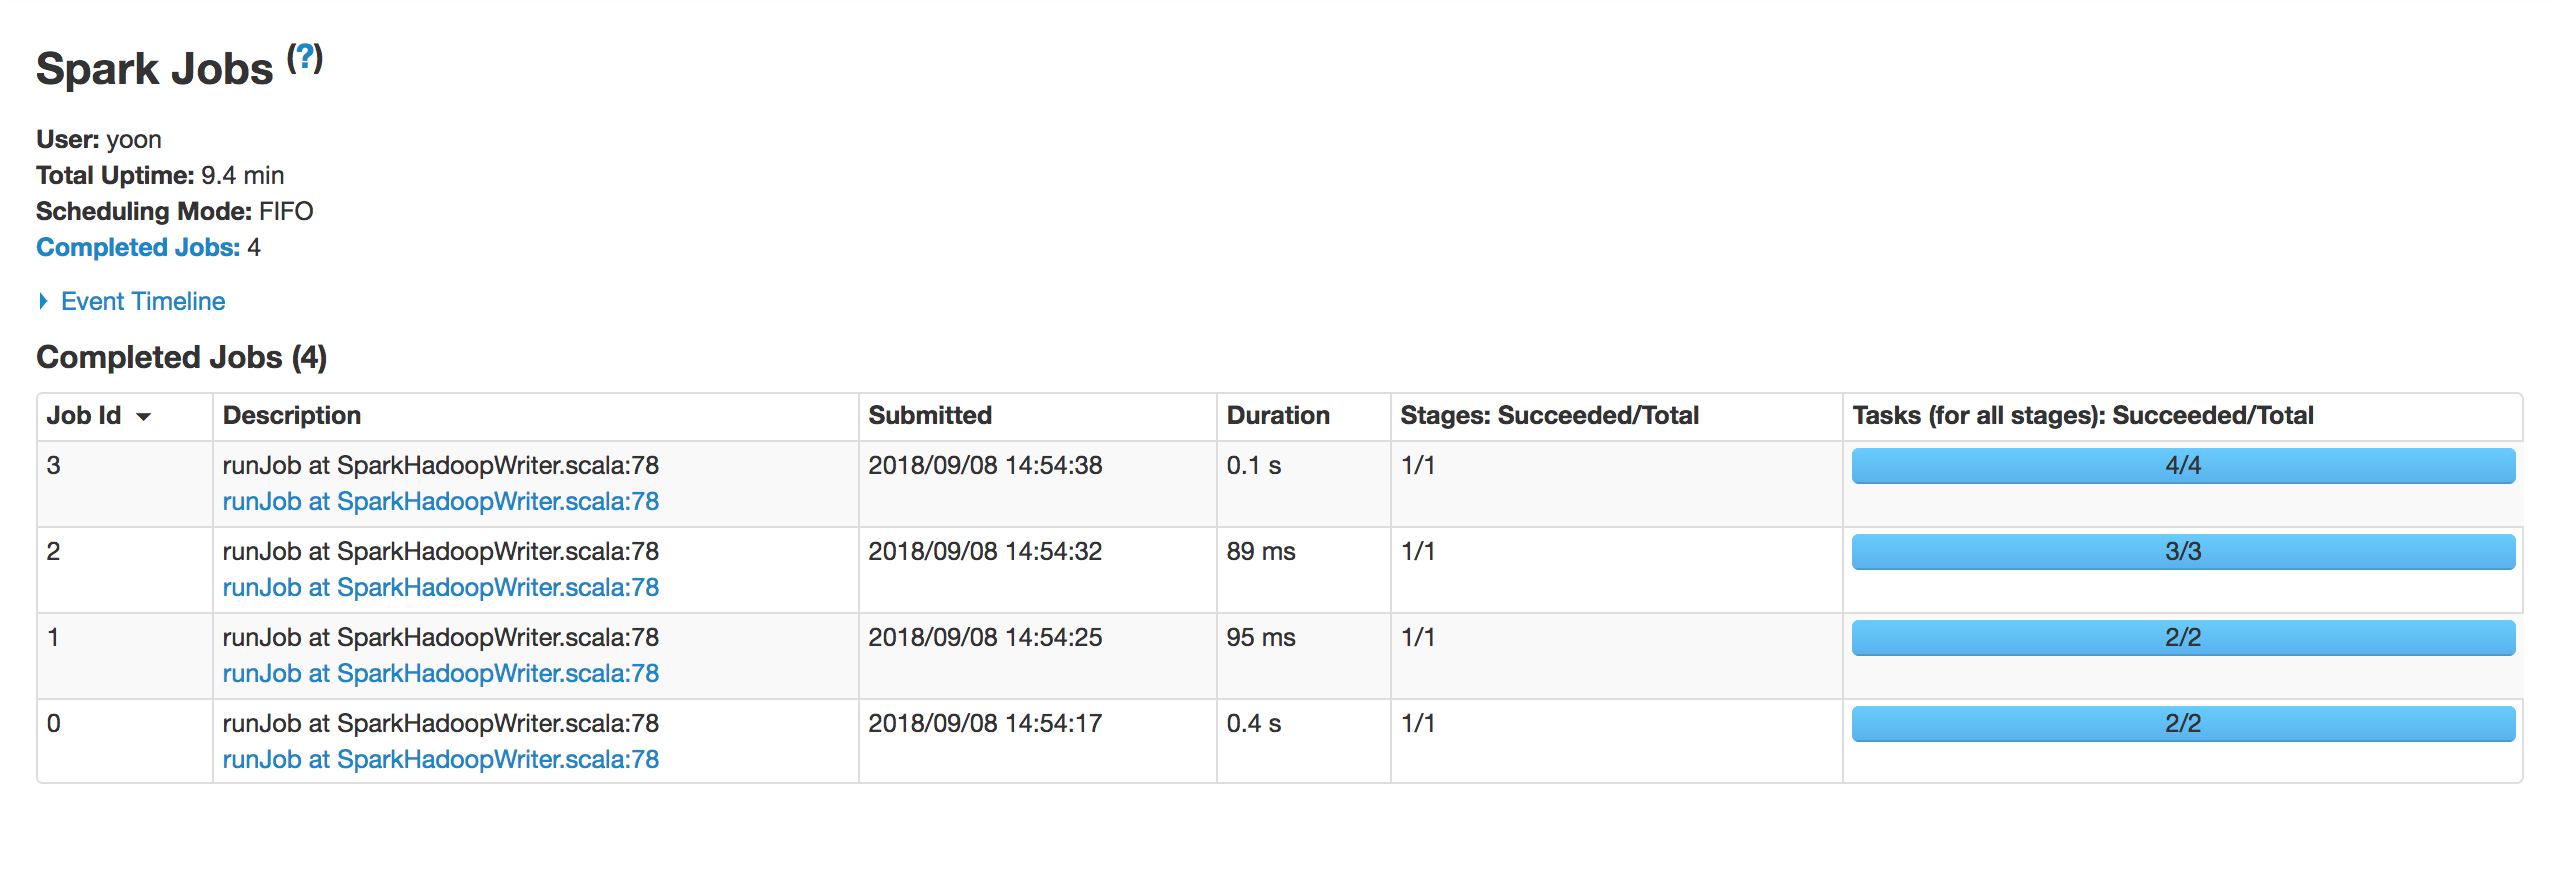 Spark Jobs (?)
User: yoon
Total Uptime: 9.4 min
Scheduling Mode: FIFO
Completed Jobs: 4
Event Timeline
Completed Jobs (4)
Job Id Description Submitted Duration Stages: Succeeded/Total Tasks (for all stages): Succeeded/Total
3 runJob at SparkHadoopWriter.scala:78 2018/09/08 14:54:38 0.1 s 1/1 4/4
runJob at SparkHadoopWriter.scala:78
2 runJob at SparkHadoopWriter.scala:78 2018/09/08 14:54:32 89 ms 1/1 3/3
runJob at SparkHadoopWriter.scala:78
1 runJob at SparkHadoopWriter.scala:78 2018/09/08 14:54:25 95 ms 1/1 2/2
runJob at SparkHadoopWriter.scala:78
0 runJob at SparkHadoopWriter.scala:78 2018/09/08 14:54:17 0.4 s 1/1 2/2
runJob at SparkHadoopWriter.scala:78